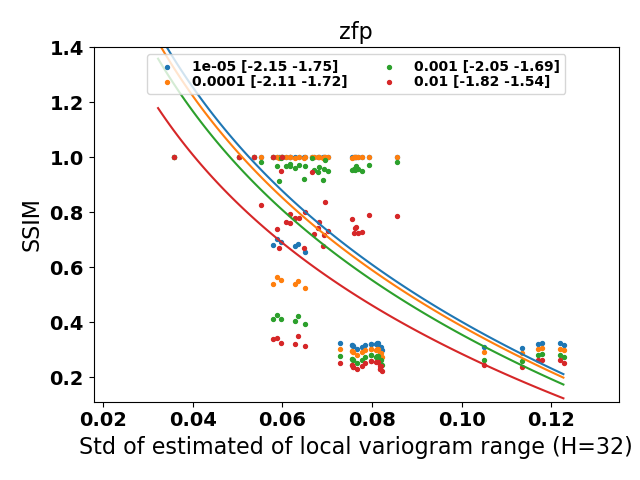 zfp
1e-05 [-2.15 -1.75]
0.0001 [-2.11 -1.72]
0.001 [-2.05 -1.69]
0.01 [-1.82 -1.54]
SSIM
1.4
1.2
1.0
0.8
0.6
0.4
0.2
0.02 0.04 0.06 0.08 0.10 0.12
Std of estimated of local variogram range (H=32)